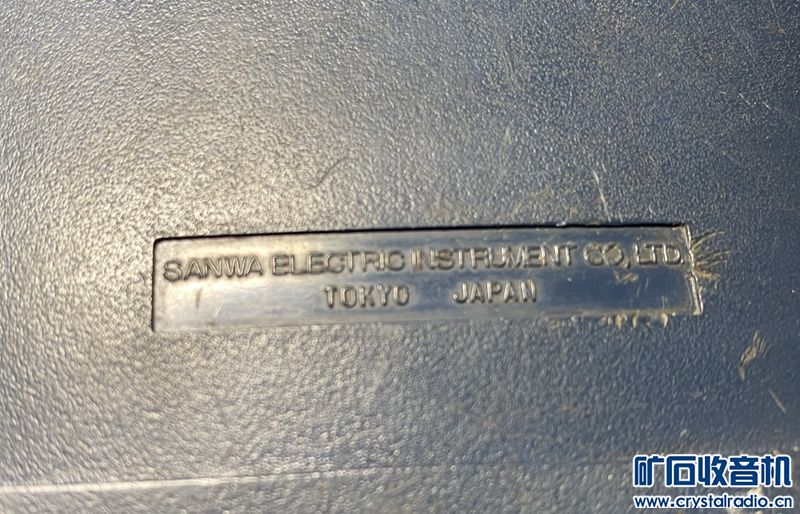 SANWA ELECTRIC INSTRUMENT CO., LTD.
TOKYO JAPAN
矿石收音机
www.crystalradio.cn